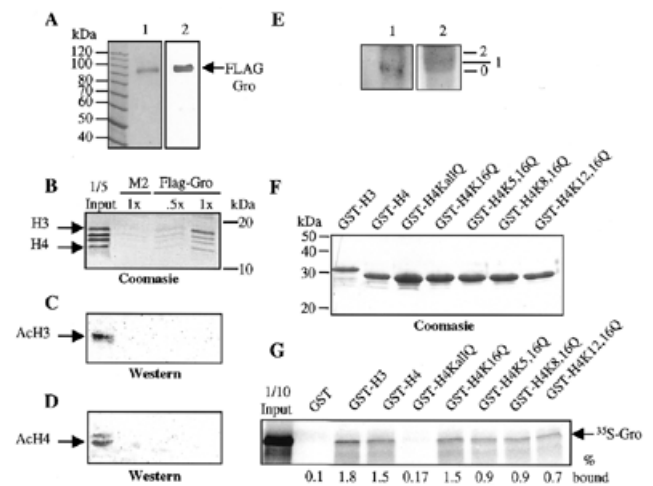 A
kDa
1 2
120
100
80
70
60
50
40
FLAG
Gro
E
1 2
2
1
0
B
1/5
Input
M2 Flag-Gro
1x .5x 1x
kDa
H3
H4
20
10
Coomasie
C
AcH3
Western
D
AcH4
Western
F
GST-H3
GST-H4
GST-H4KallQ
GST-H4K16Q
GST-H4K5,16Q
GST-H4K8,16Q
GST-H4K12,16Q
kDa
50
40
30
20
Coomasie
G
1/10
Input
GST
GST-H3
GST-H4
GST-H4KallQ
GST-H4K16Q
GST-H4K5,16Q
GST-H4K8,16Q
GST-H4K12,16Q
³⁵S-Gro
%
0.1 1.8 1.5 0.17 1.5 0.9 0.9 0.7 bound